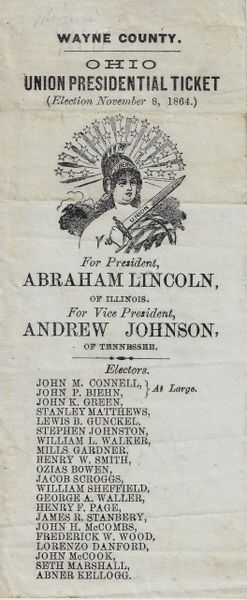 WAYNE COUNTY.
OHIO
UNION PRESIDENTIAL TICKET
(Election November 8, 1864.)
UNION
For President,
ABRAHAM LINCOLN,
OF ILLINOIS.
For Vice President,
ANDREW JOHNSON,
OF TENNESSEE.
Electors.
JOHN M. CONNELL,
JOHN P. BIEHN, } At Large.
JOHN K. GREEN,
STANLEY MATTHEWS,
LEWIS B. GUNCKEL,
STEPHEN JOHNSTON,
WILLIAM L. WALKER,
MILLS GARDNER,
HENRY W. SMITH,
OZIAS BOWEN,
JACOB SCROGGS,
WILLIAM SHEFFIELD,
GEORGE A. WALLER,
HENRY F. PAGE,
JAMES R. STANBERY,
JOHN H. McCOMBS,
FREDERICK W. WOOD,
LORENZO DANFORD,
JOHN McCOOK,
SETH MARSHALL,
ABNER KELLOGG.